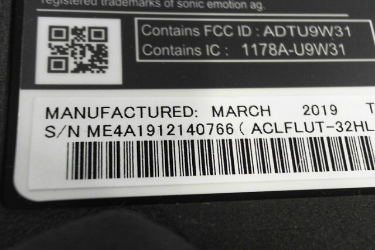 registered trademarks of sonic emotion ag.
Contains FCC ID : ADTU9W31
Contains IC : 1178A-U9W31
MANUFACTURED: MARCH 2019 T
S/N ME4A1912140766 ( ACLFLUT-32HL